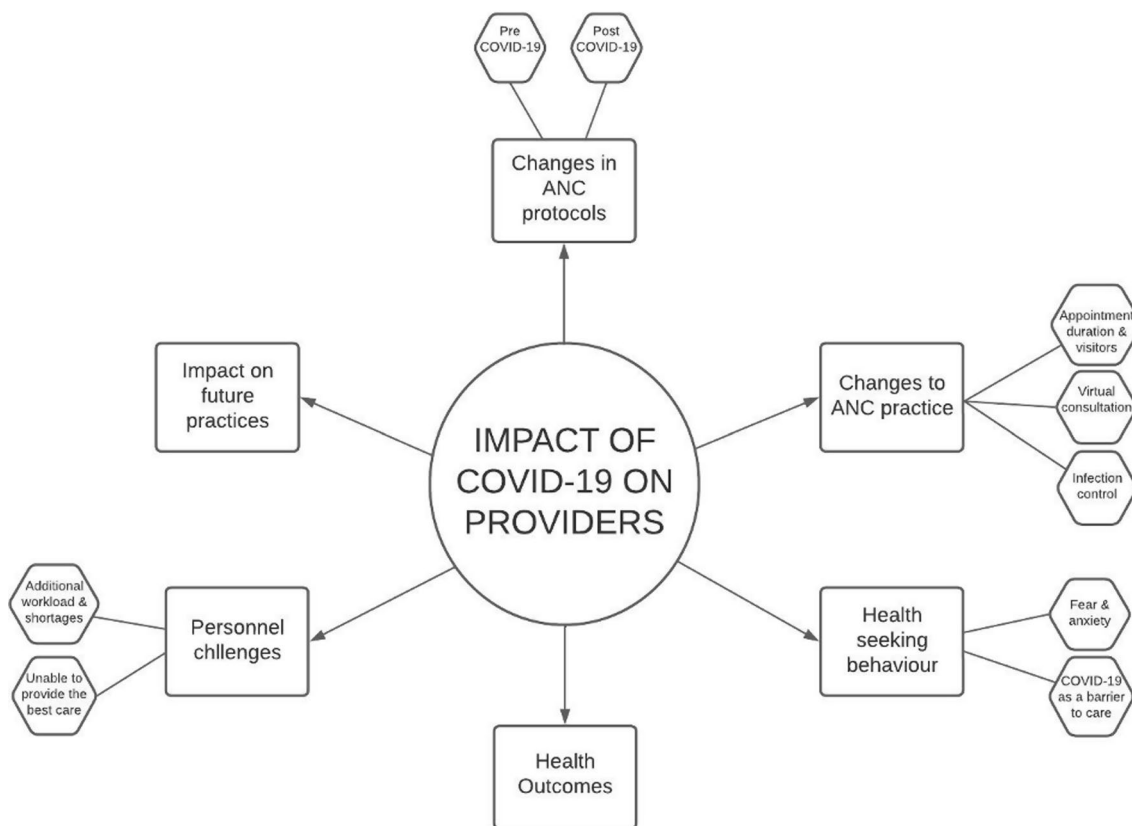 Pre
COVID-19
Post
COVID-19
Changes in
ANC
protocols
Impact on
future
practices
Changes to
ANC practice
Appointment
duration &
visitors
Virtual
consultation
Infection
control
IMPACT OF
COVID-19 ON
PROVIDERS
Additional
workload &
shortages
Unable to
provide the
best care
Personnel
chllenges
Health
seeking
behaviour
Fear &
anxiety
COVID-19
as a barrier
to care
Health
Outcomes